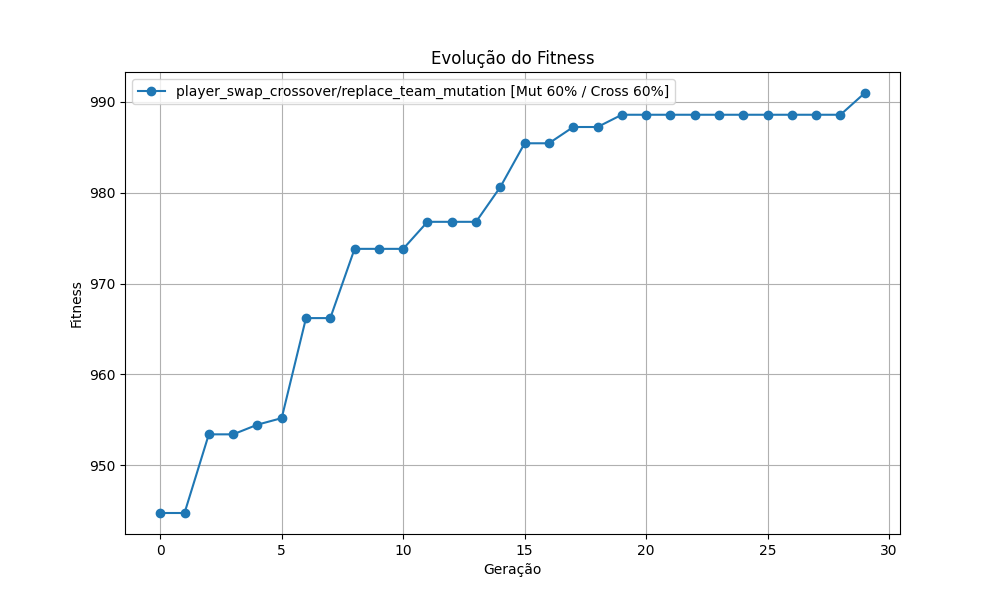 Evolução do Fitness
player_swap_crossover/replace_team_mutation [Mut 60% / Cross 60%]
990
980
970
960
950
Fitness
0 5 10 15 20 25 30
Geração